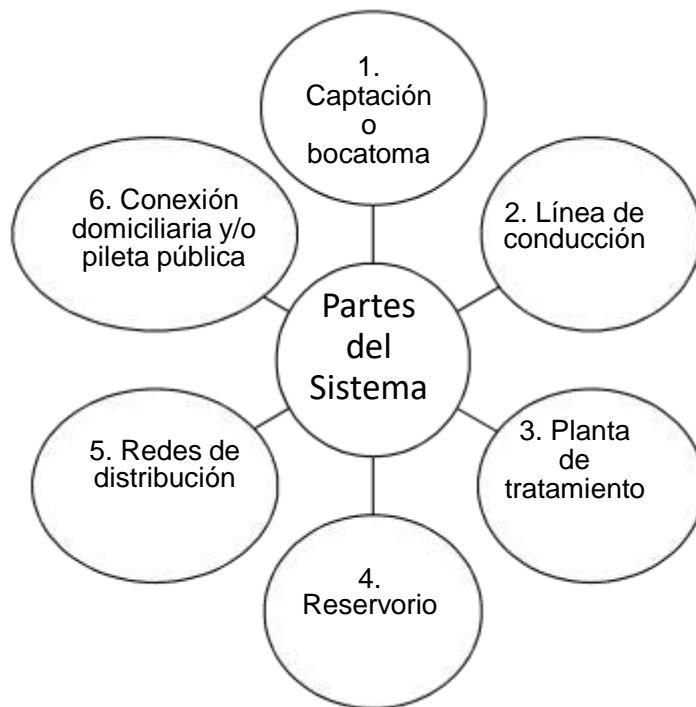 1.
Captación
o
bocatoma
2. Línea de
conducción
3. Planta
de
tratamiento
4.
Reservorio
5. Redes de
distribución
6. Conexión
domiciliaria y/o
pileta pública
Partes
del
Sistema